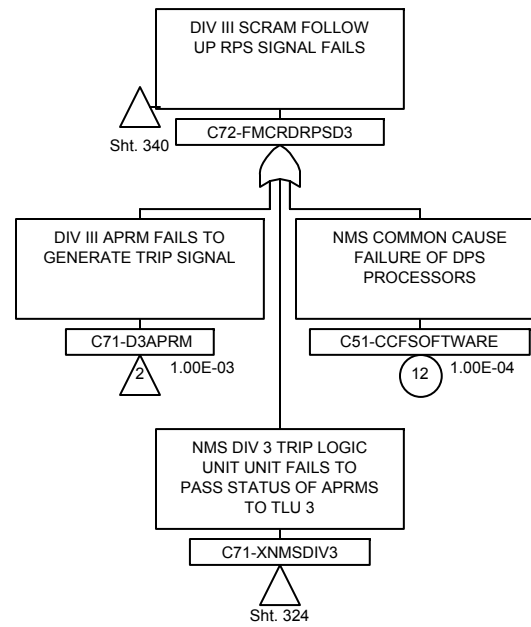 DIV III SCRAM FOLLOW
UP RPS SIGNAL FAILS
Sht. 340
C72-FMCRDRPSD3
DIV III APRM FAILS TO
GENERATE TRIP SIGNAL
C71-D3APRM
2
1.00E-03
NMS COMMON CAUSE
FAILURE OF DPS
PROCESSORS
C51-CCFSOFTWARE
12
1.00E-04
NMS DIV 3 TRIP LOGIC
UNIT UNIT FAILS TO
PASS STATUS OF APRMS
TO TLU 3
C71-XNMSDIV3
Sht. 324